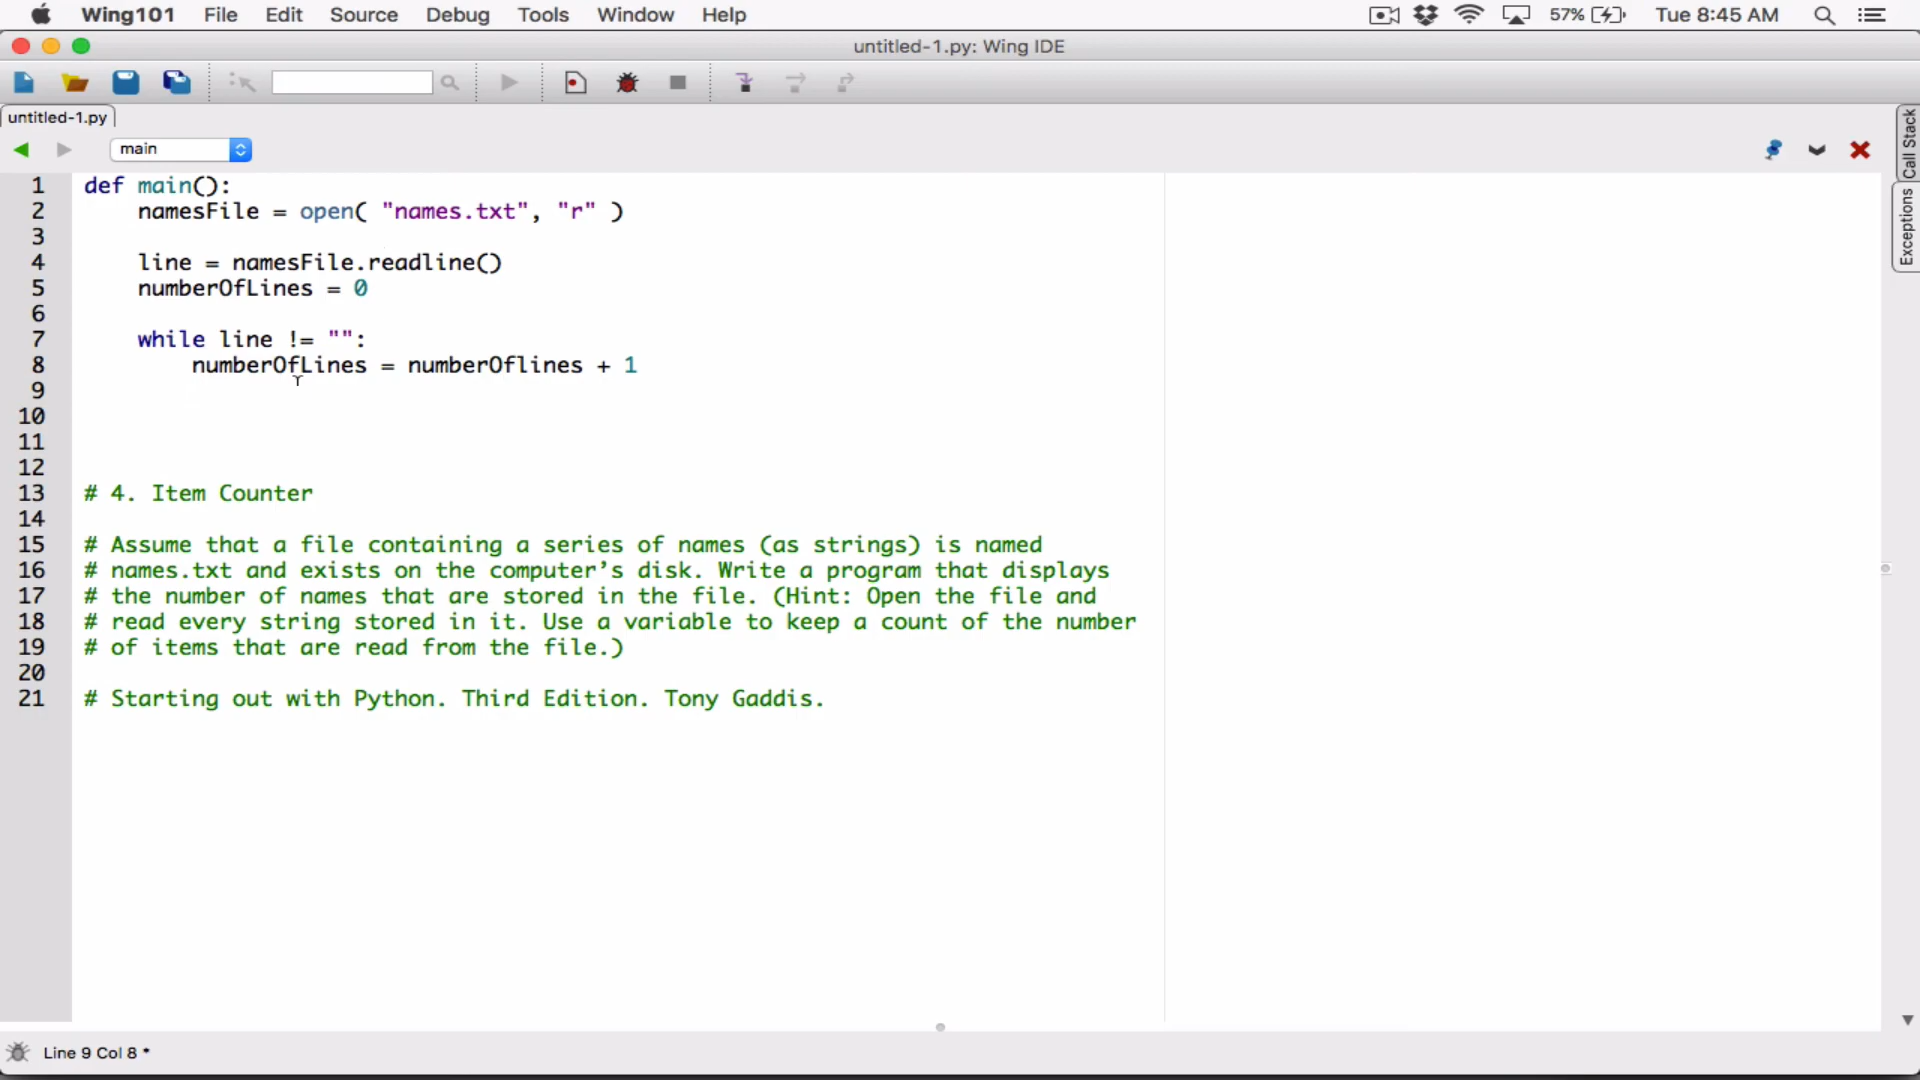 Wing101 File Edit Source Debug Tools Window Help 57% Tue 8:45 AM
untitled-1.py: Wing IDE
untitled-1.py
main
Call Stack
Exceptions
1 def main():
2     namesFile = open( "names.txt", "r" )
3
4     line = namesFile.readline()
5     numberOfLines = 0
6
7     while line != "":
8         numberOfLines = numberOflines + 1
9
10
11
12
13 # 4. Item Counter
14
15 # Assume that a file containing a series of names (as strings) is named
16 # names.txt and exists on the computer’s disk. Write a program that displays
17 # the number of names that are stored in the file. (Hint: Open the file and
18 # read every string stored in it. Use a variable to keep a count of the number
19 # of items that are read from the file.)
20
21 # Starting out with Python. Third Edition. Tony Gaddis.
Line 9 Col 8 *